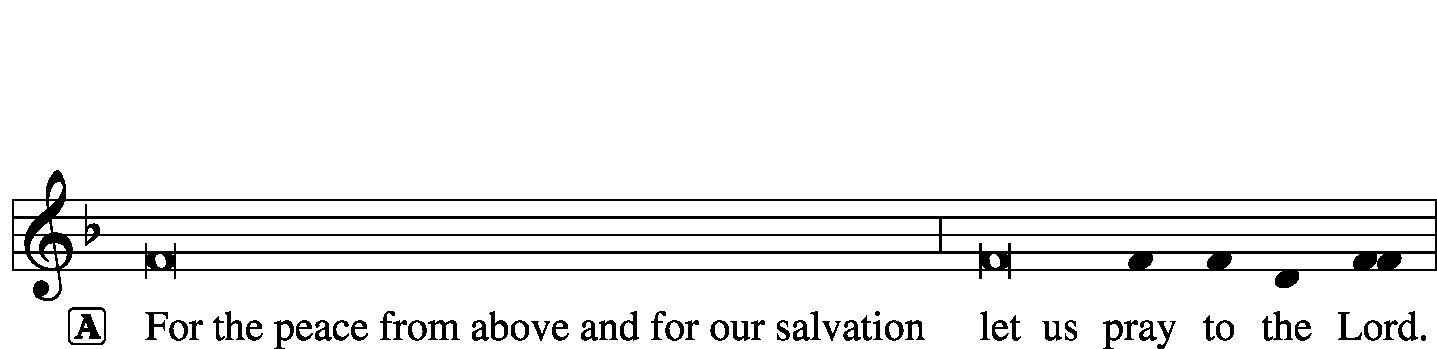 A For the peace from above and for our salvation let us pray to the Lord.